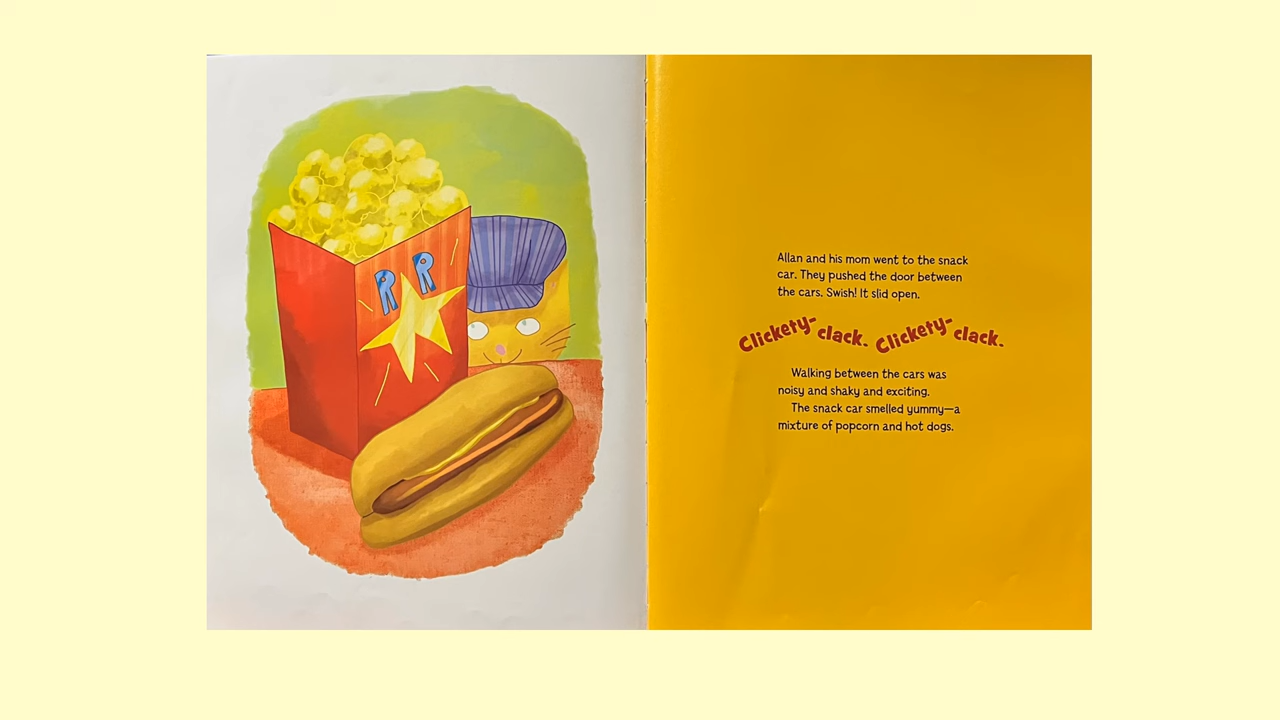 RR
Allan and his mom went to the snack
car. They pushed the door between
the cars. Swish! It slid open.
Clickety-clack. Clickety-clack.
Walking between the cars was
noisy and shaky and exciting.
The snack car smelled yummy—a
mixture of popcorn and hot dogs.